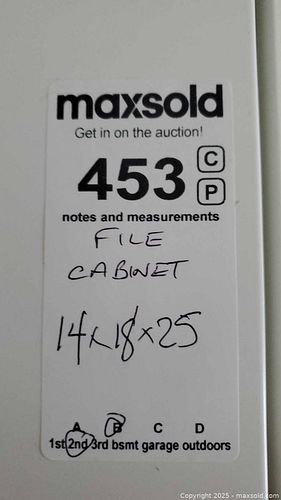 maxsold
Get in on the auction!
453 C
P
notes and measurements
FILE
CABINET
14x18x25
A B C D
1st 2nd 3rd bsmt garage outdoors
Copyright 2025 - maxsold.com